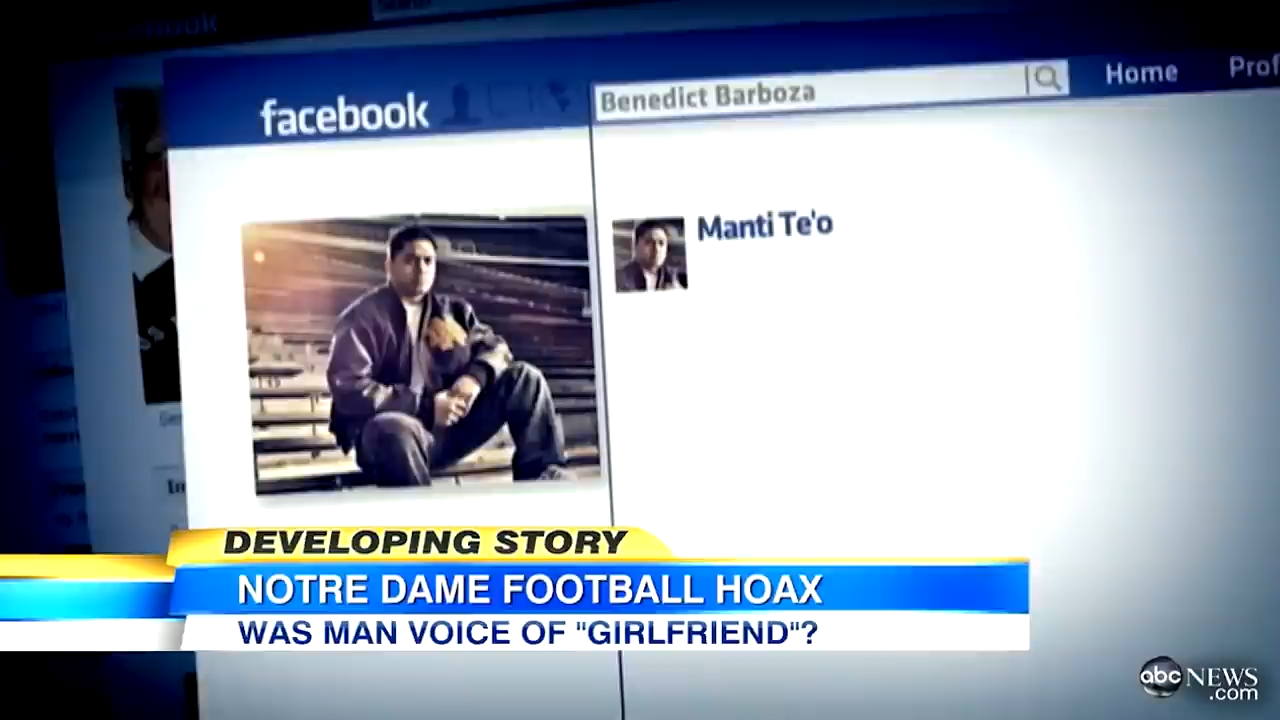 facebook
Benedict Barboza
Home
Prof
Manti Te'o
DEVELOPING STORY
NOTRE DAME FOOTBALL HOAX
WAS MAN VOICE OF "GIRLFRIEND"?
abc NEWS
.com